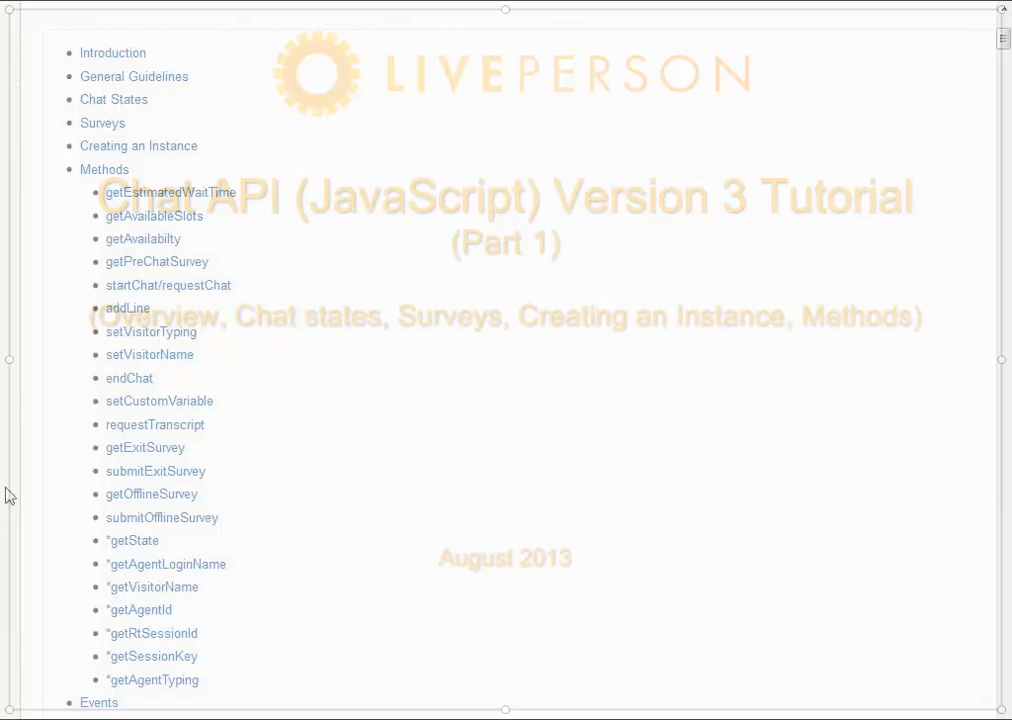 Introduction
LIVEPERSON
General Guidelines
Chat States
Surveys
Creating an Instance
Methods
Chat API (JavaScript) Version 3 Tutorial
getEstimatedWaitTime
getAvailableSlots
(Part 1)
getAvailabilty
getPreChatSurvey
startChat/requestChat
addLine
(Overview, Chat states, Surveys, Creating an Instance, Methods)
setVisitorTyping
setVisitorName
endChat
setCustomVariable
requestTranscript
getExitSurvey
submitExitSurvey
getOfflineSurvey
submitOfflineSurvey
*getState
August 2013
*getAgentLoginName
*getVisitorName
*getAgentId
*getRtSessionId
*getSessionKey
*getAgentTyping
Events